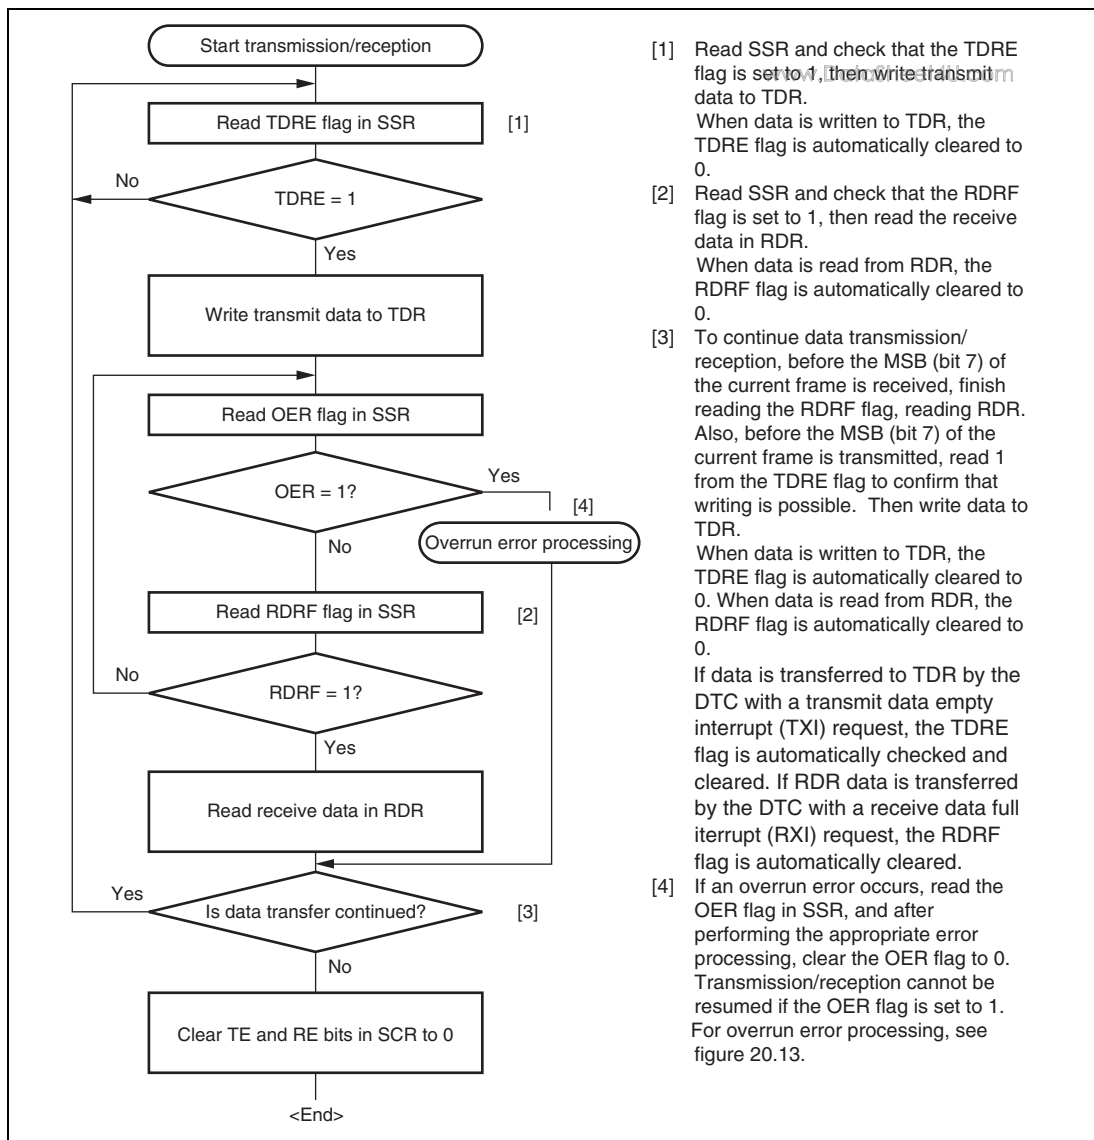 Start transmission/reception
Read TDRE flag in SSR
[1]
No
TDRE = 1
Yes
Write transmit data to TDR
Read OER flag in SSR
Yes
OER = 1?
[4]
No
Overrun error processing
Read RDRF flag in SSR
[2]
No
RDRF = 1?
Yes
Read receive data in RDR
Yes
Is data transfer continued?
[3]
No
Clear TE and RE bits in SCR to 0
<End>
[1] Read SSR and check that the TDRE
flag is set to 1, then write transmit
www.DataSheet4U.com
data to TDR.
When data is written to TDR, the
TDRE flag is automatically cleared to
0.
[2] Read SSR and check that the RDRF
flag is set to 1, then read the receive
data in RDR.
When data is read from RDR, the
RDRF flag is automatically cleared to
0.
[3] To continue data transmission/
reception, before the MSB (bit 7) of
the current frame is received, finish
reading the RDRF flag, reading RDR.
Also, before the MSB (bit 7) of the
current frame is transmitted, read 1
from the TDRE flag to confirm that
writing is possible. Then write data to
TDR.
When data is written to TDR, the
TDRE flag is automatically cleared to
0. When data is read from RDR, the
RDRF flag is automatically cleared to
0.
If data is transferred to TDR by the
DTC with a transmit data empty
interrupt (TXI) request, the TDRE
flag is automatically checked and
cleared. If RDR data is transferred
by the DTC with a receive data full
iterrupt (RXI) request, the RDRF
flag is automatically cleared.
[4] If an overrun error occurs, read the
OER flag in SSR, and after
performing the appropriate error
processing, clear the OER flag to 0.
Transmission/reception cannot be
resumed if the OER flag is set to 1.
For overrun error processing, see
figure 20.13.